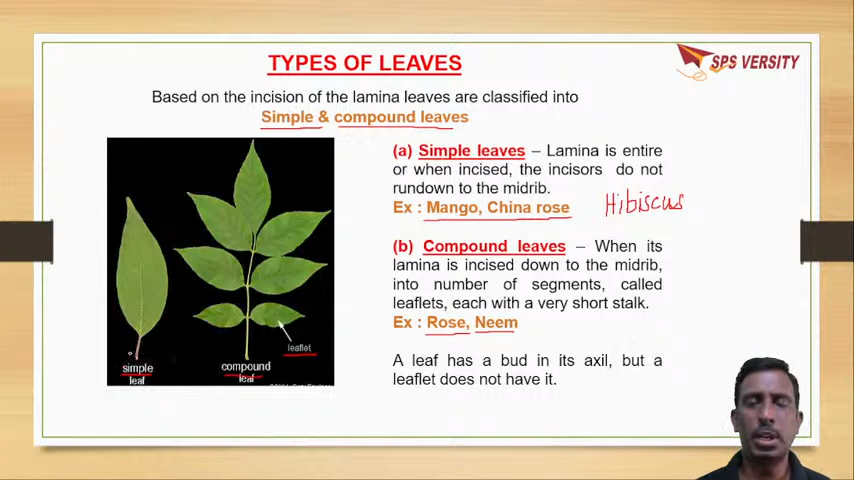 TYPES OF LEAVES
SPS VERSITY
Based on the incision of the lamina leaves are classified into
Simple & compound leaves
(a) Simple leaves – Lamina is entire
or when incised, the incisors do not
rundown to the midrib.
Ex : Mango, China rose
Hibiscus
(b) Compound leaves – When its
lamina is incised down to the midrib,
into number of segments, called
leaflets, each with a very short stalk.
Ex : Rose, Neem
A leaf has a bud in its axil, but a
leaflet does not have it.
leaflet
simple
leaf
compound
leaf